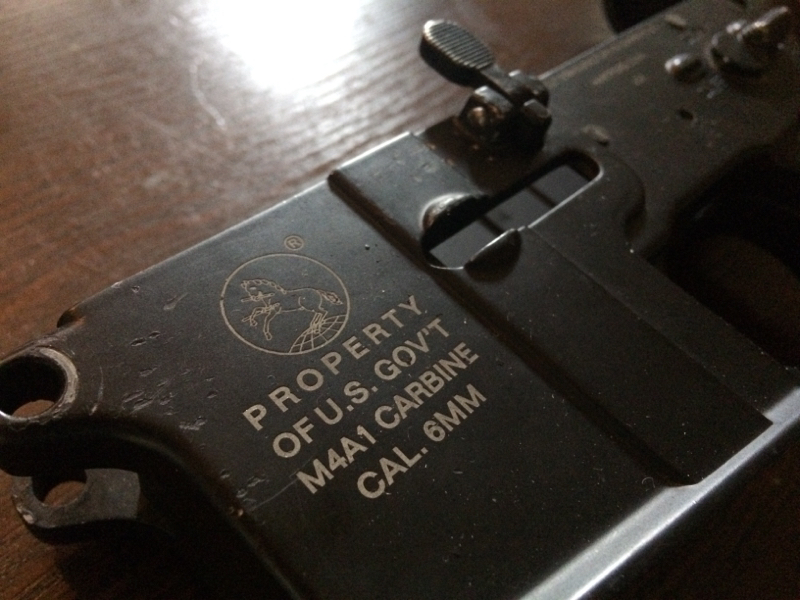 ®
PROPERTY
OF U.S. GOV'T
M4A1 CARBINE
CAL. 6MM